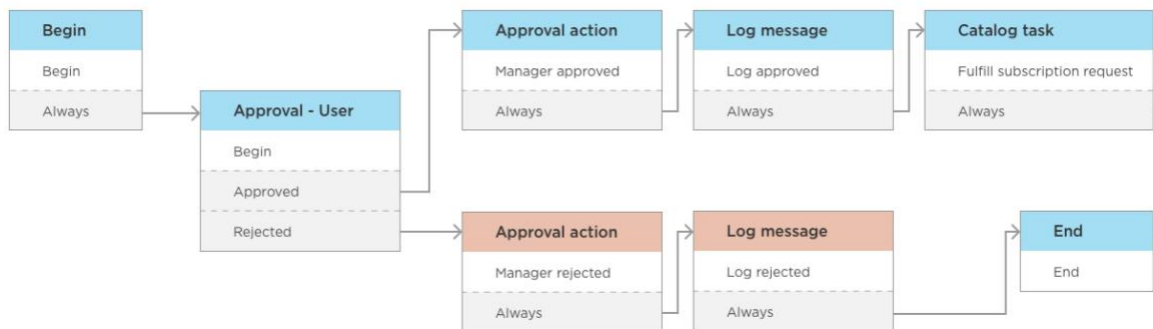 Begin
Begin
Always
Approval - User
Begin
Approved
Rejected
Approval action
Manager approved
Always
Log message
Log approved
Always
Catalog task
Fulfill subscription request
Always
Approval action
Manager rejected
Always
Log message
Log rejected
Always
End
End